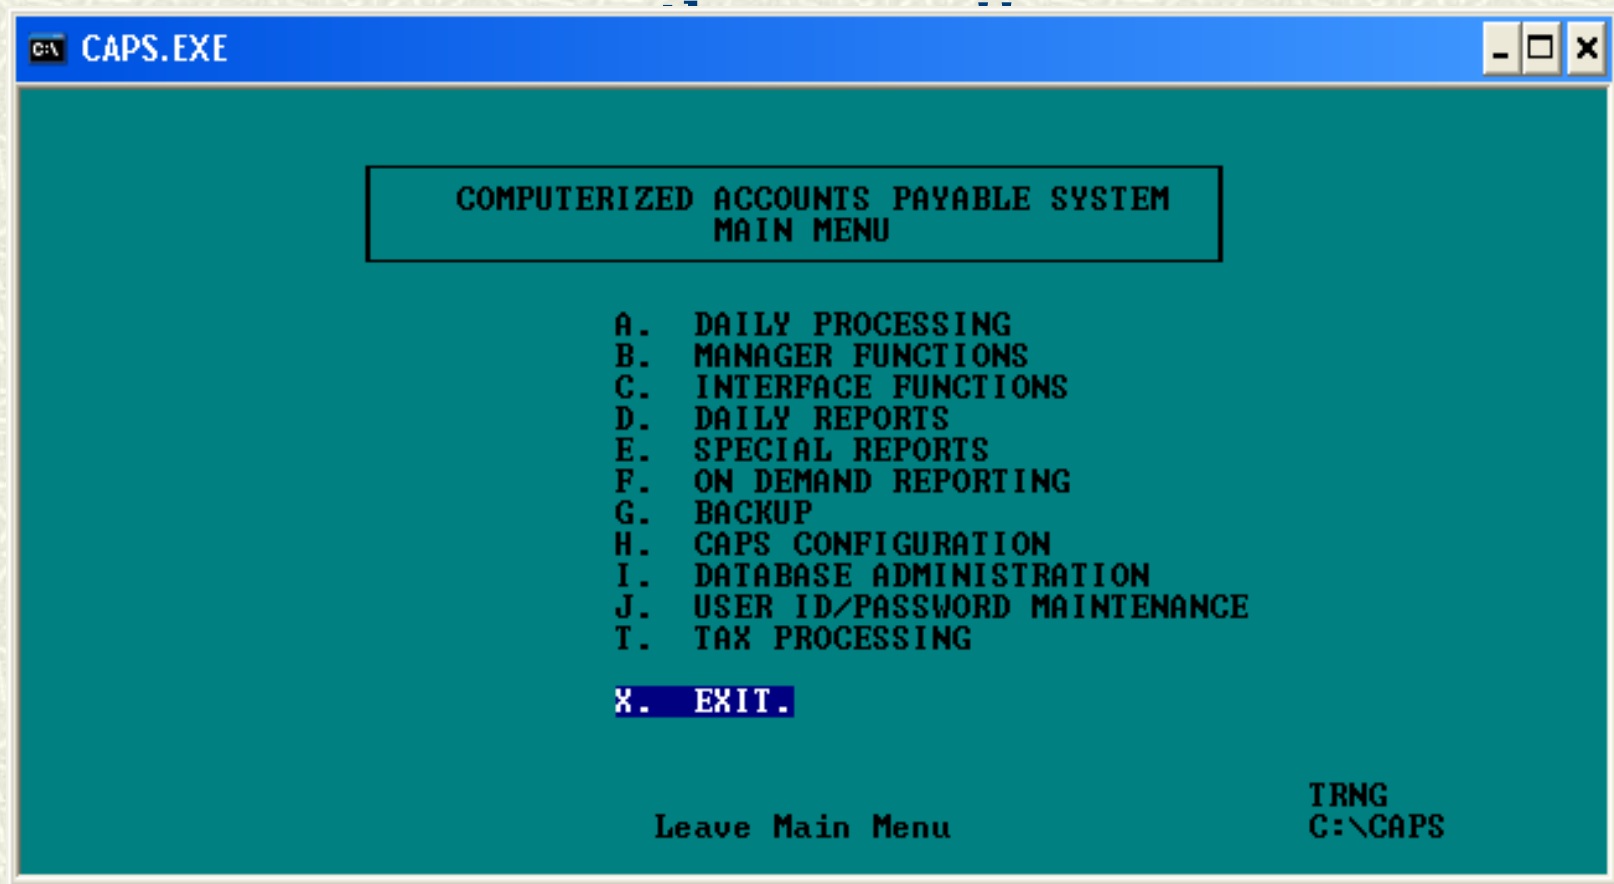 CAPS.EXE
COMPUTERIZED ACCOUNTS PAYABLE SYSTEM
MAIN MENU
A. DAILY PROCESSING
B. MANAGER FUNCTIONS
C. INTERFACE FUNCTIONS
D. DAILY REPORTS
E. SPECIAL REPORTS
F. ON DEMAND REPORTING
G. BACKUP
H. CAPS CONFIGURATION
I. DATABASE ADMINISTRATION
J. USER ID/PASSWORD MAINTENANCE
T. TAX PROCESSING
X. EXIT.
TRNG
Leave Main Menu C:\CAPS